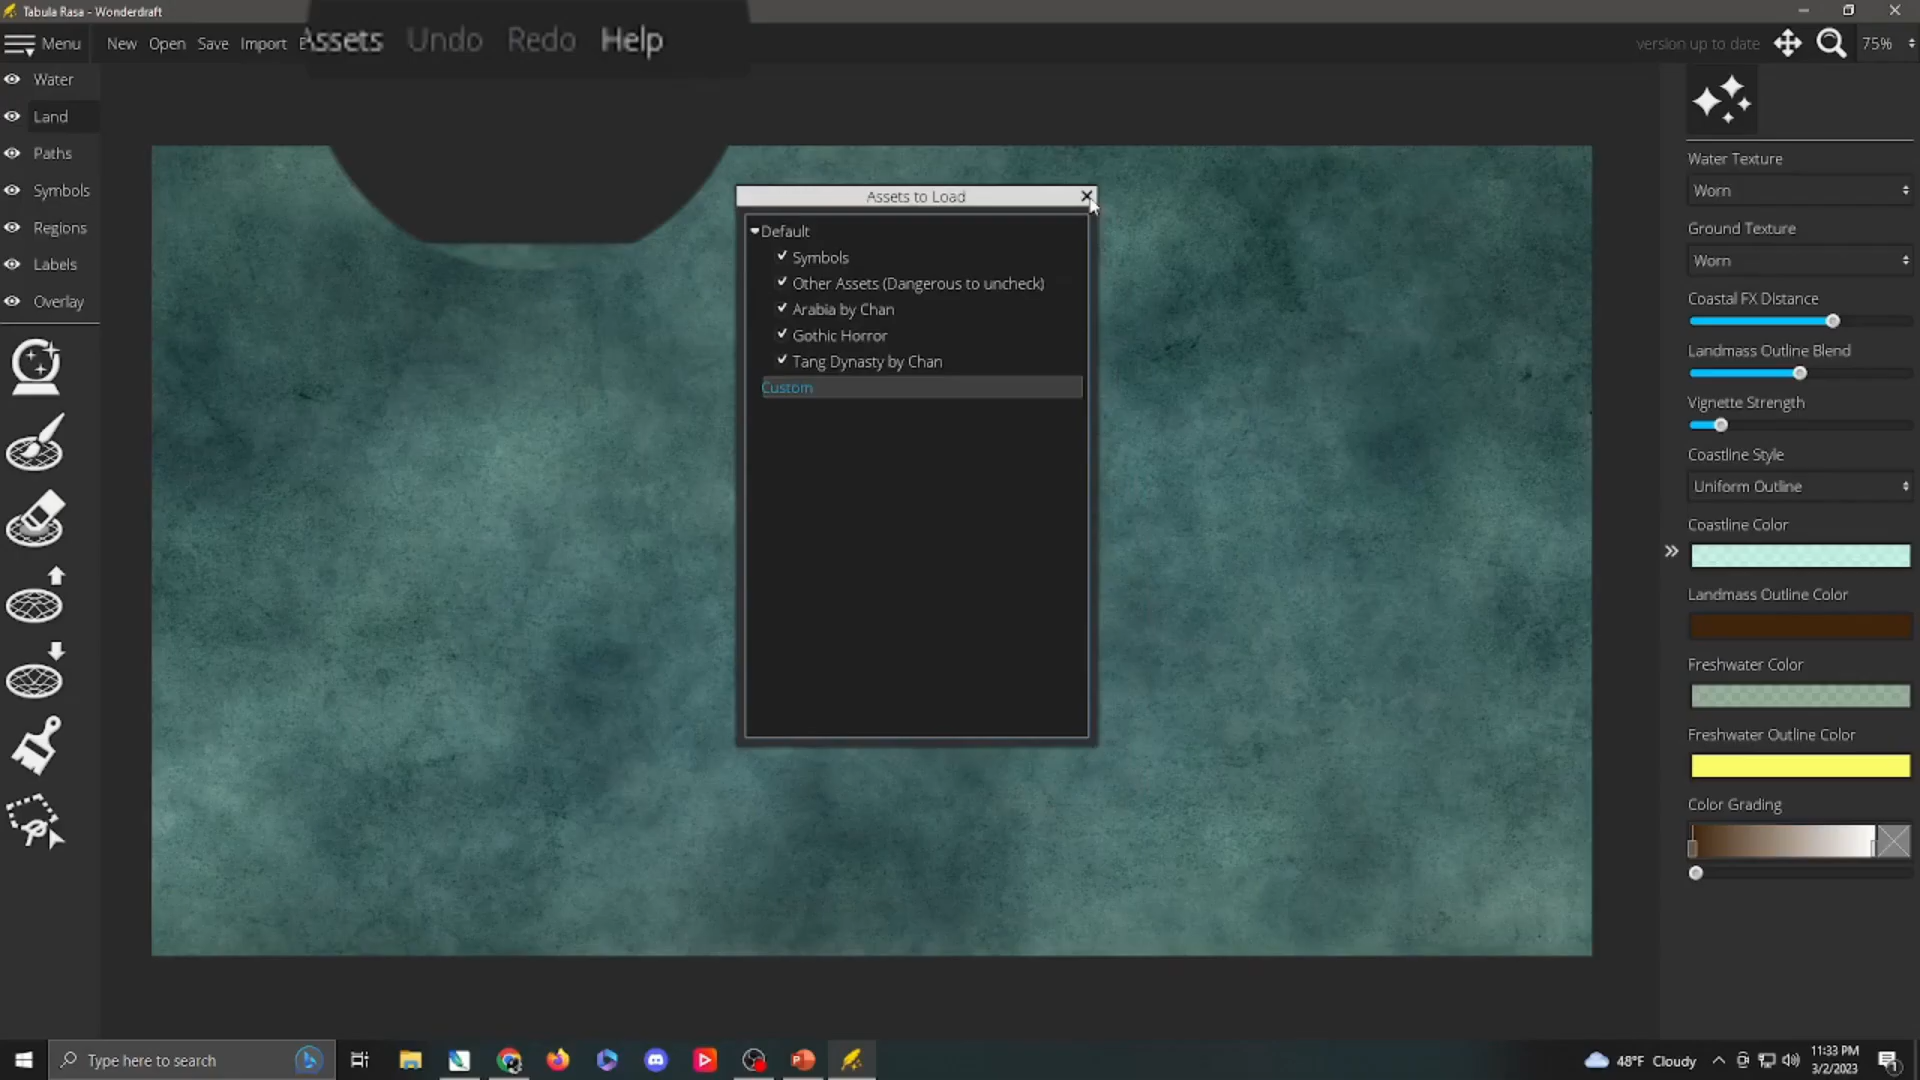 Tabula Rasa - Wonderdraft
Menu New Open Save Import E Assets Undo Redo Help version up to date 75%
Water
Land
Paths
Symbols
Regions
Labels
Overlay
Assets to Load
Default
Symbols
Other Assets (Dangerous to uncheck)
Arabia by Chan
Gothic Horror
Tang Dynasty by Chan
Custom
Water Texture
Worn
Ground Texture
Worn
Coastal FX Distance
Landmass Outline Blend
Vignette Strength
Coastline Style
Uniform Outline
Coastline Color
Landmass Outline Color
Freshwater Color
Freshwater Outline Color
Color Grading
Type here to search
48°F Cloudy
11:33 PM
3/2/2023
1